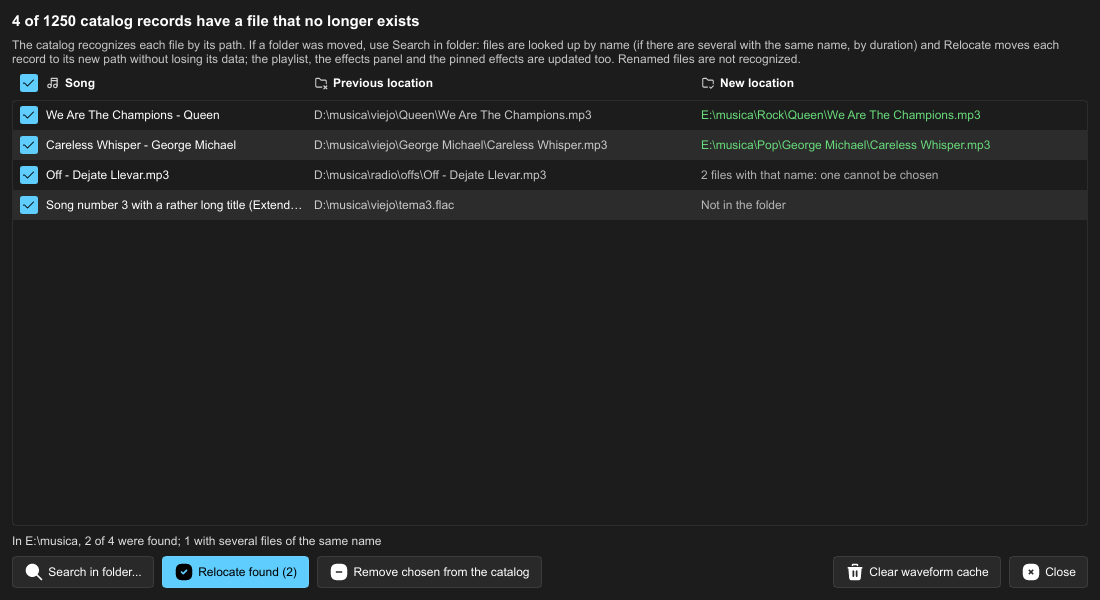 4 of 1250 catalog records have a file that no longer exists
The catalog recognizes each file by its path. If a folder was moved, use Search in folder: files are looked up by name (if there are several with the same name, by duration) and Relocate moves each
record to its new path without losing its data; the playlist, the effects panel and the pinned effects are updated too. Renamed files are not recognized.
Song Previous location New location
We Are The Champions - Queen D:\musica\viejo\Queen\We Are The Champions.mp3 E:\musica\Rock\Queen\We Are The Champions.mp3
Careless Whisper - George Michael D:\musica\viejo\George Michael\Careless Whisper.mp3 E:\musica\Pop\George Michael\Careless Whisper.mp3
Off - Dejate Llevar.mp3 D:\musica\radio\offs\Off - Dejate Llevar.mp3 2 files with that name: one cannot be chosen
Song number 3 with a rather long title (Extend... D:\musica\viejo\tema3.flac Not in the folder
In E:\musica, 2 of 4 were found; 1 with several files of the same name
Search in folder... Relocate found (2) Remove chosen from the catalog Clear waveform cache Close